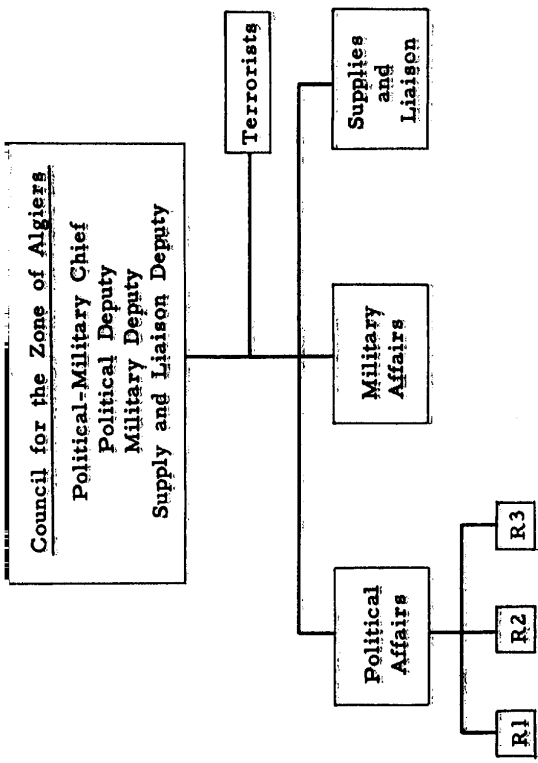 Council for the Zone of Algiers
Political-Military Chief
Political Deputy
Military Deputy
Supply and Liaison Deputy
Terrorists
Political
Affairs
Military
Affairs
Supplies
and
Liaison
R1
R2
R3